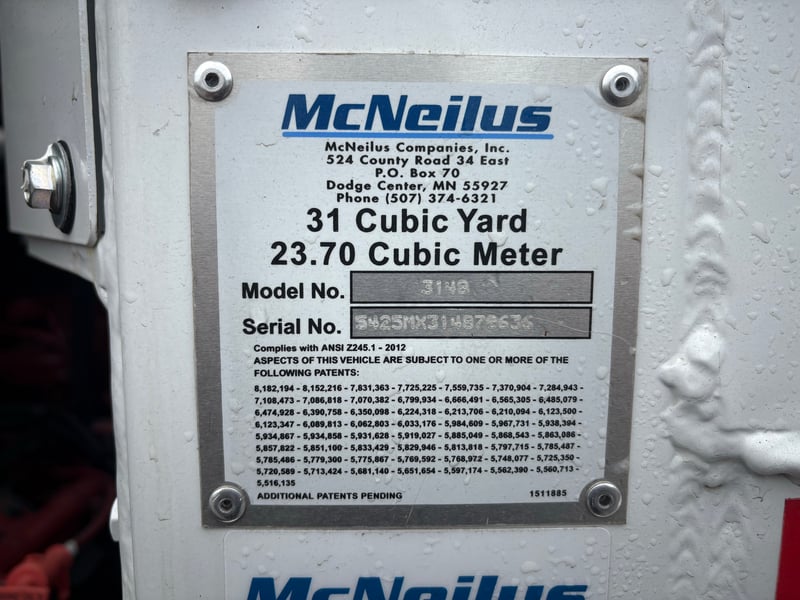 McNeilus
McNeilus Companies, Inc.
524 County Road 34 East
P.O. Box 70
Dodge Center, MN 55927
Phone (507) 374-6321
31 Cubic Yard
23.70 Cubic Meter
Model No. 3148
Serial No.
Complies with ANSI Z245.1 - 2012
ASPECTS OF THIS VEHICLE ARE SUBJECT TO ONE OR MORE OF THE
FOLLOWING PATENTS:
8,182,194 - 8,152,216 - 7,831,363 - 7,725,225 - 7,559,735 - 7,370,904 - 7,284,943 -
7,108,473 - 7,086,818 - 7,070,382 - 6,799,934 - 6,666,491 - 6,565,305 - 6,485,079 -
6,474,928 - 6,390,758 - 6,350,098 - 6,224,318 - 6,213,706 - 6,210,094 - 6,123,500 -
6,123,347 - 6,089,813 - 6,062,803 - 6,033,176 - 5,984,609 - 5,967,731 - 5,938,394 -
5,934,867 - 5,934,858 - 5,931,628 - 5,919,027 - 5,885,049 - 5,868,543 - 5,863,086 -
5,857,822 - 5,851,100 - 5,833,429 - 5,829,946 - 5,813,818 - 5,797,715 - 5,785,487 -
5,785,486 - 5,779,300 - 5,775,867 - 5,769,592 - 5,768,972 - 5,748,077 - 5,725,350 -
5,720,589 - 5,713,424 - 5,681,140 - 5,651,654 - 5,597,174 - 5,562,390 - 5,560,713 -
5,516,135
ADDITIONAL PATENTS PENDING 1511885
McNeilus